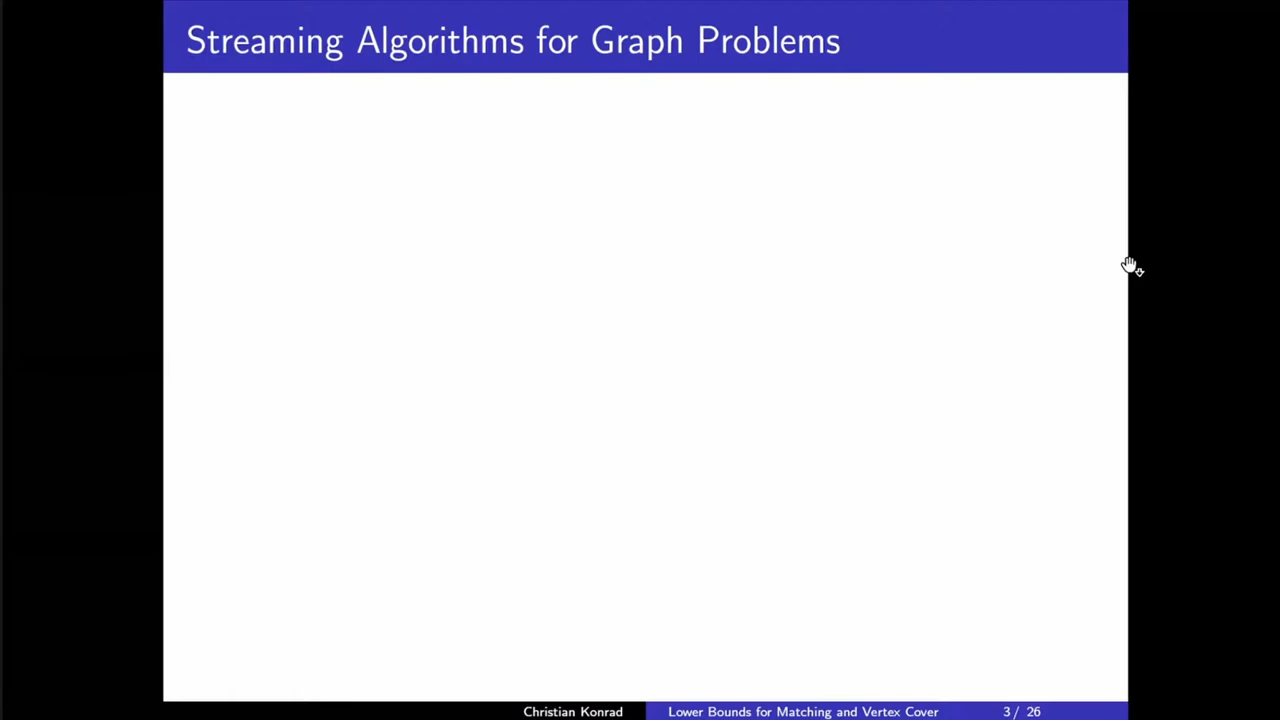 Streaming Algorithms for Graph Problems
Christian Konrad
Lower Bounds for Matching and Vertex Cover
3 / 26